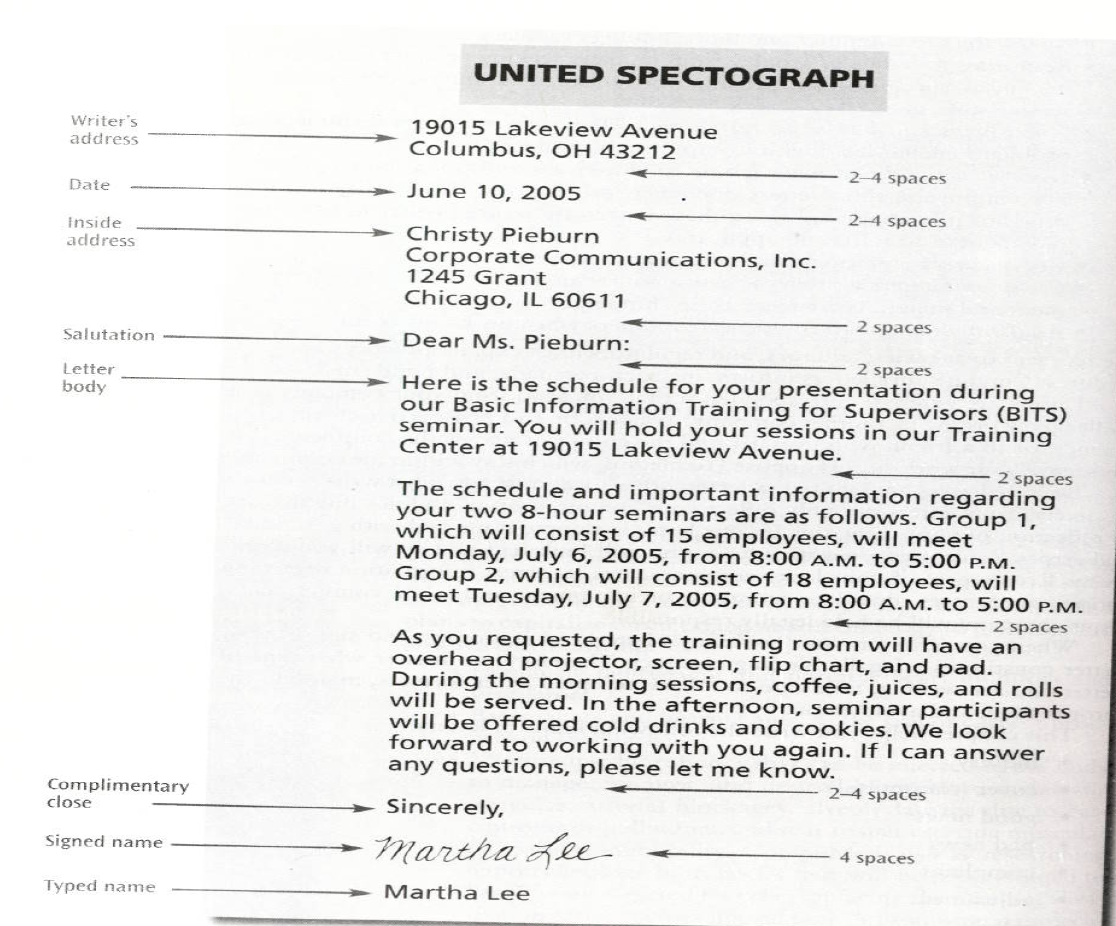 UNITED SPECTOGRAPH
Writer's
address
19015 Lakeview Avenue
Columbus, OH 43212
2–4 spaces
Date
June 10, 2005
2–4 spaces
Inside
address
Christy Pieburn
Corporate Communications, Inc.
1245 Grant
Chicago, IL 60611
2 spaces
Salutation
Dear Ms. Pieburn:
2 spaces
Letter
body
Here is the schedule for your presentation during
our Basic Information Training for Supervisors (BITS)
seminar. You will hold your sessions in our Training
Center at 19015 Lakeview Avenue.
2 spaces
The schedule and important information regarding
your two 8-hour seminars are as follows. Group 1,
which will consist of 15 employees, will meet
Monday, July 6, 2005, from 8:00 A.M. to 5:00 P.M.
Group 2, which will consist of 18 employees, will
meet Tuesday, July 7, 2005, from 8:00 A.M. to 5:00 P.M.
2 spaces
As you requested, the training room will have an
overhead projector, screen, flip chart, and pad.
During the morning sessions, coffee, juices, and rolls
will be served. In the afternoon, seminar participants
will be offered cold drinks and cookies. We look
forward to working with you again. If I can answer
any questions, please let me know.
2–4 spaces
Complimentary
close
Sincerely,
Signed name
Martha Lee
4 spaces
Typed name
Martha Lee